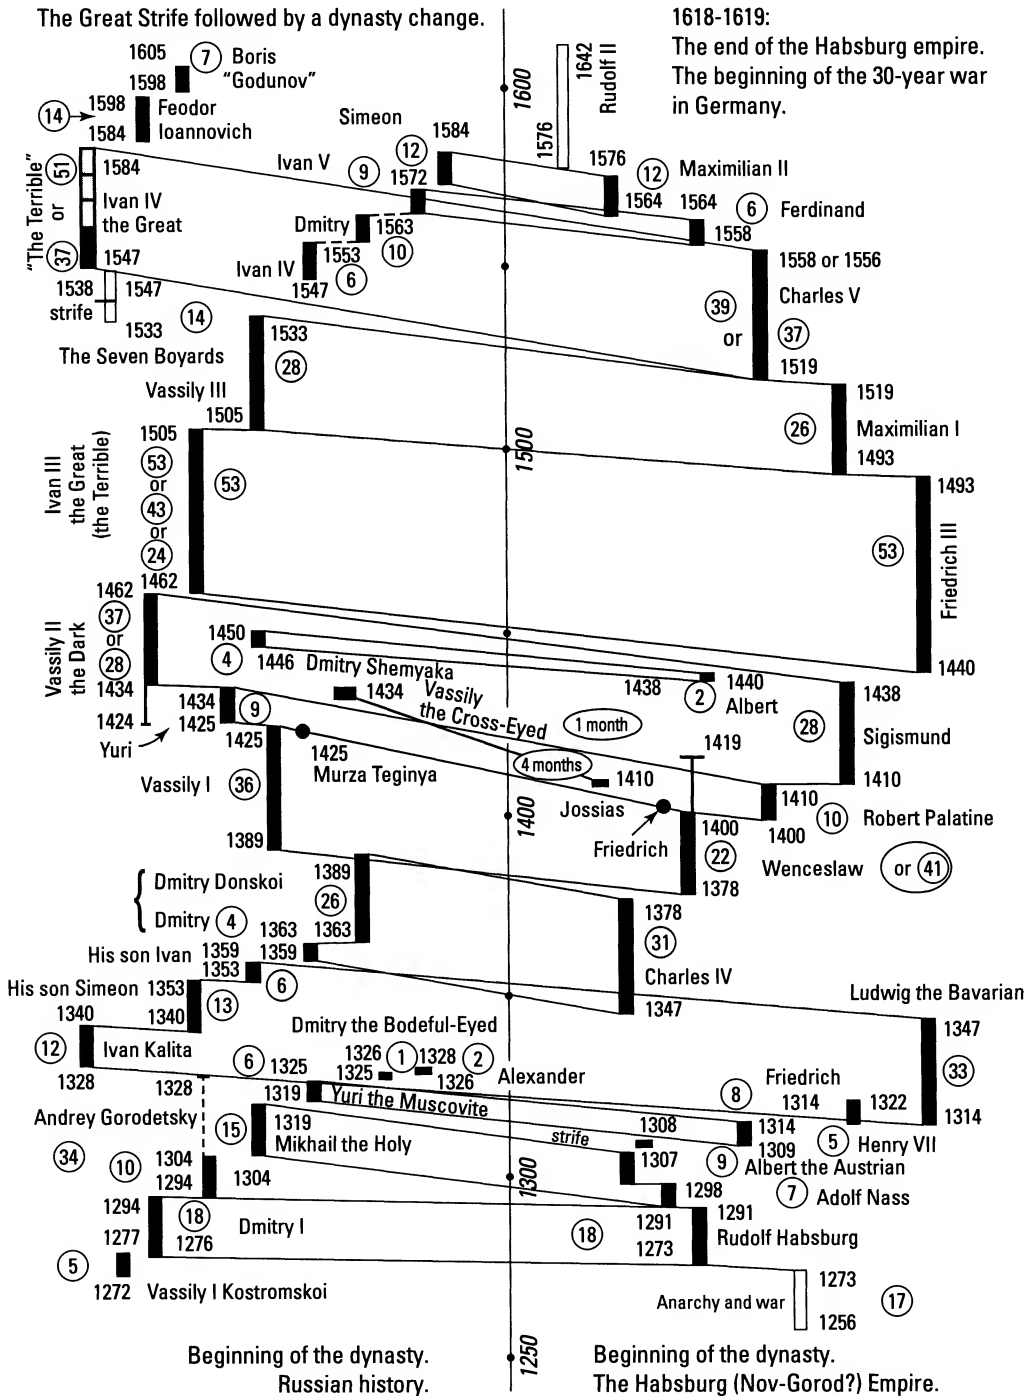 The Great Strife followed by a dynasty change.
1618-1619:
The end of the Habsburg empire.
The beginning of the 30-year war
in Germany.
1605
7
Boris
"Godunov"
1598
1642
Rudolf II
1576
1600
14
1598
Feodor
Ioannovich
1584
Simeon
1584
12
Ivan V
9
1572
1576
12
Maximilian II
1564
1564
6
Ferdinand
1558
"The Terrible"
51
or
37
1584
Ivan IV
the Great
1547
Dmitry
1563
10
1553
Ivan IV
6
1547
1538
1547
strife
1533
14
The Seven Boyards
1558 or 1556
Charles V
39
or
37
1519
1533
28
Vassily III
1505
1519
26
Maximilian I
1493
1500
Ivan III
the Great
(the Terrible)
1505
53
or
43
or
24
53
1462
1493
53
Friedrich III
1440
Vassily II
the Dark
1462
37
or
28
1434
1424
1450
4
1446
Dmitry Shemyaka
1438
1440
2
Albert
1438
28
Sigismund
1410
1434
Vassily
the Cross-Eyed
1 month
4 months
1410
Jossias
1434
9
1425
Yuri
1425
1425
Murza Teginya
Vassily I
36
1389
1400
1419
Friedrich
1400
22
1378
Wenceslaw
or 41
1410
10
Robert Palatine
1400
Dmitry Donskoi
Dmitry
4
1389
26
1363
1363
1378
31
Charles IV
1347
His son Ivan
1359
1359
1353
6
His son Simeon
1353
13
1340
1340
12
Ivan Kalita
1328
Ludwig the Bavarian
1347
33
1314
Dmitry the Bodeful-Eyed
1326
1
1325
1328
2
1326
Alexander
6
1325
1319
Yuri the Muscovite
Friedrich
8
1314
1322
5
Henry VII
1314
1309
9
Albert the Austrian
1328
Andrey Gorodetsky
34
10
1304
1294
1304
15
1319
Mikhail the Holy
strife
1308
1307
1298
7
Adolf Nass
1291
1300
1294
18
Dmitry I
1277
1276
18
1291
1273
Rudolf Habsburg
5
1272
Vassily I Kostromskoi
Anarchy and war
1273
17
1256
1250
Beginning of the dynasty.
Russian history.
Beginning of the dynasty.
The Habsburg (Nov-Gorod?) Empire.